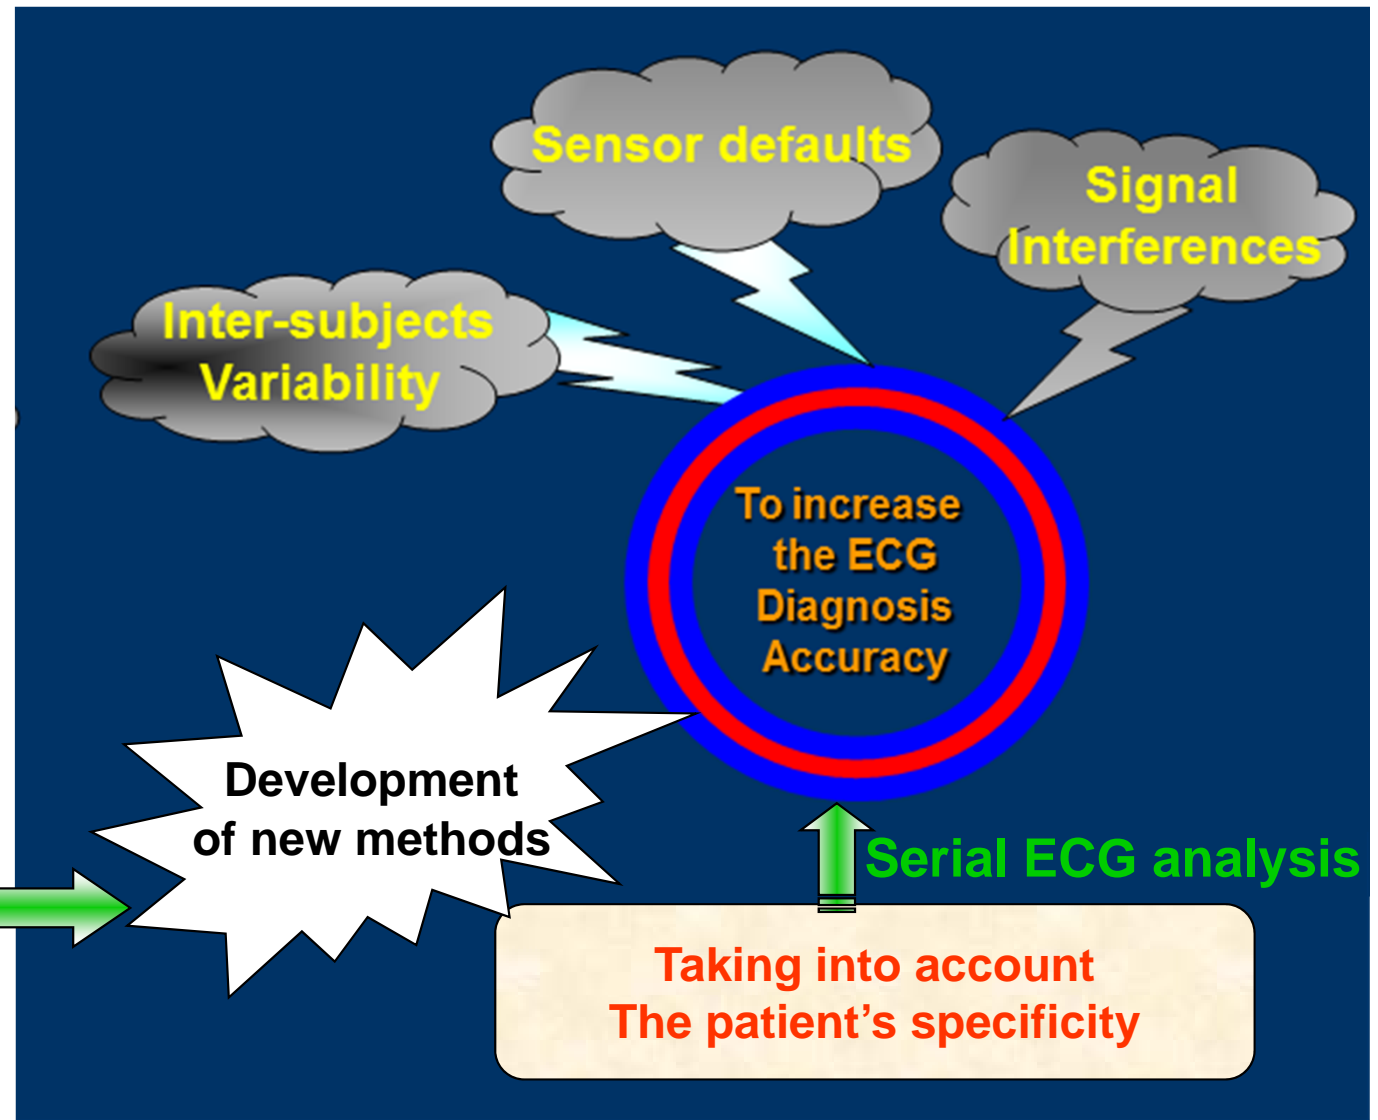 Sensor defaults
Signal
Interferences
Inter-subjects
Variability
To increase
the ECG
Diagnosis
Accuracy
Development
of new methods
Serial ECG analysis
Taking into account
The patient’s specificity